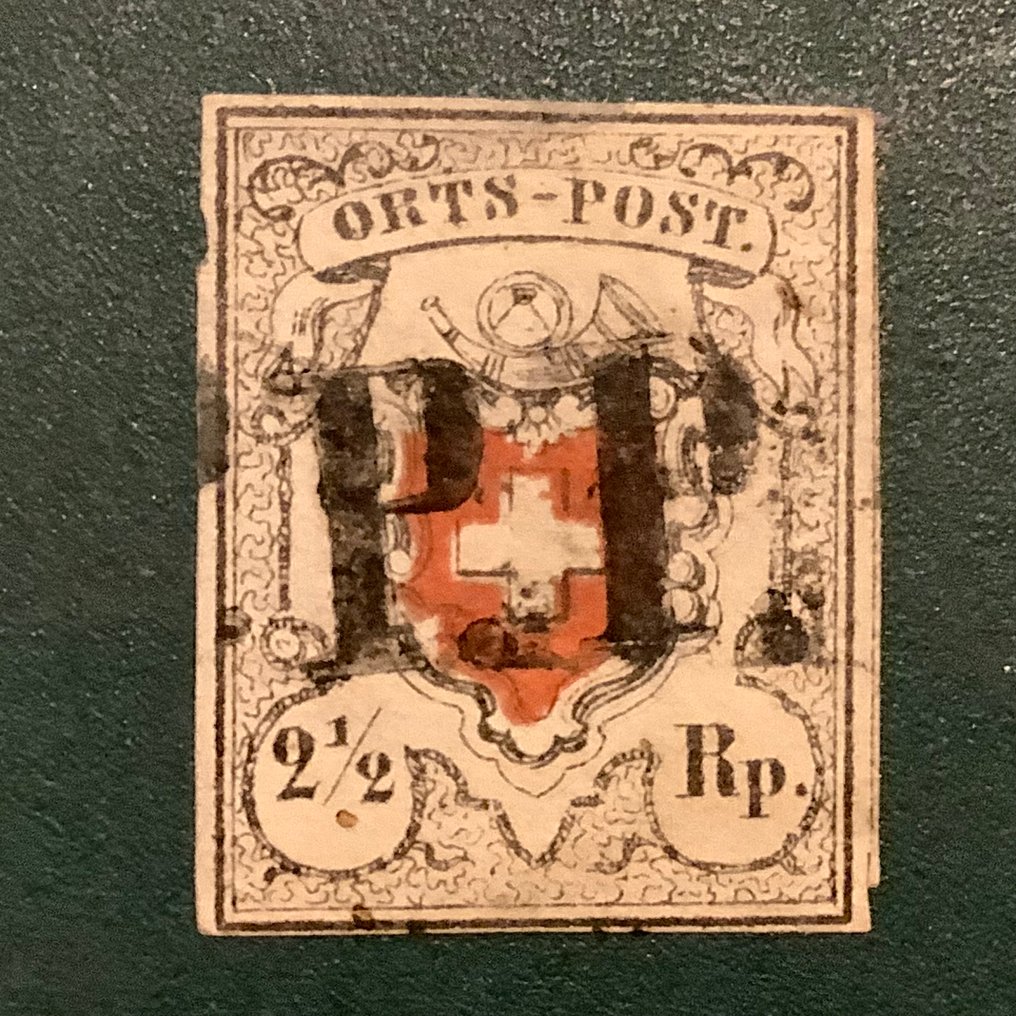 ORTS-POST.
P.P.
2 1/2 Rp.